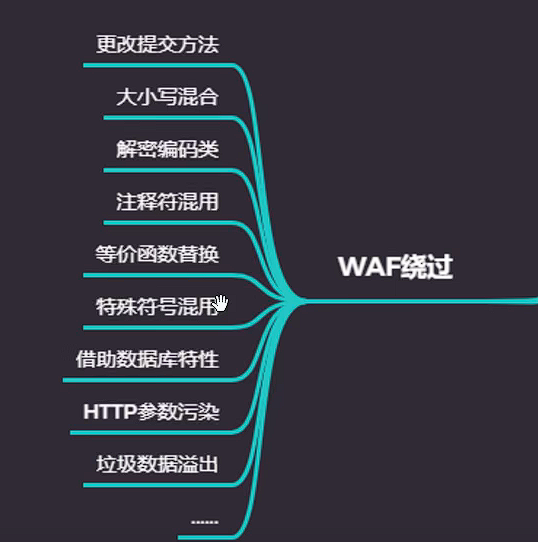 更改提交方法
大小写混合
解密编码类
注释符混用
等价函数替换
特殊符号混用
借助数据库特性
HTTP参数污染
垃圾数据溢出
......
WAF绕过